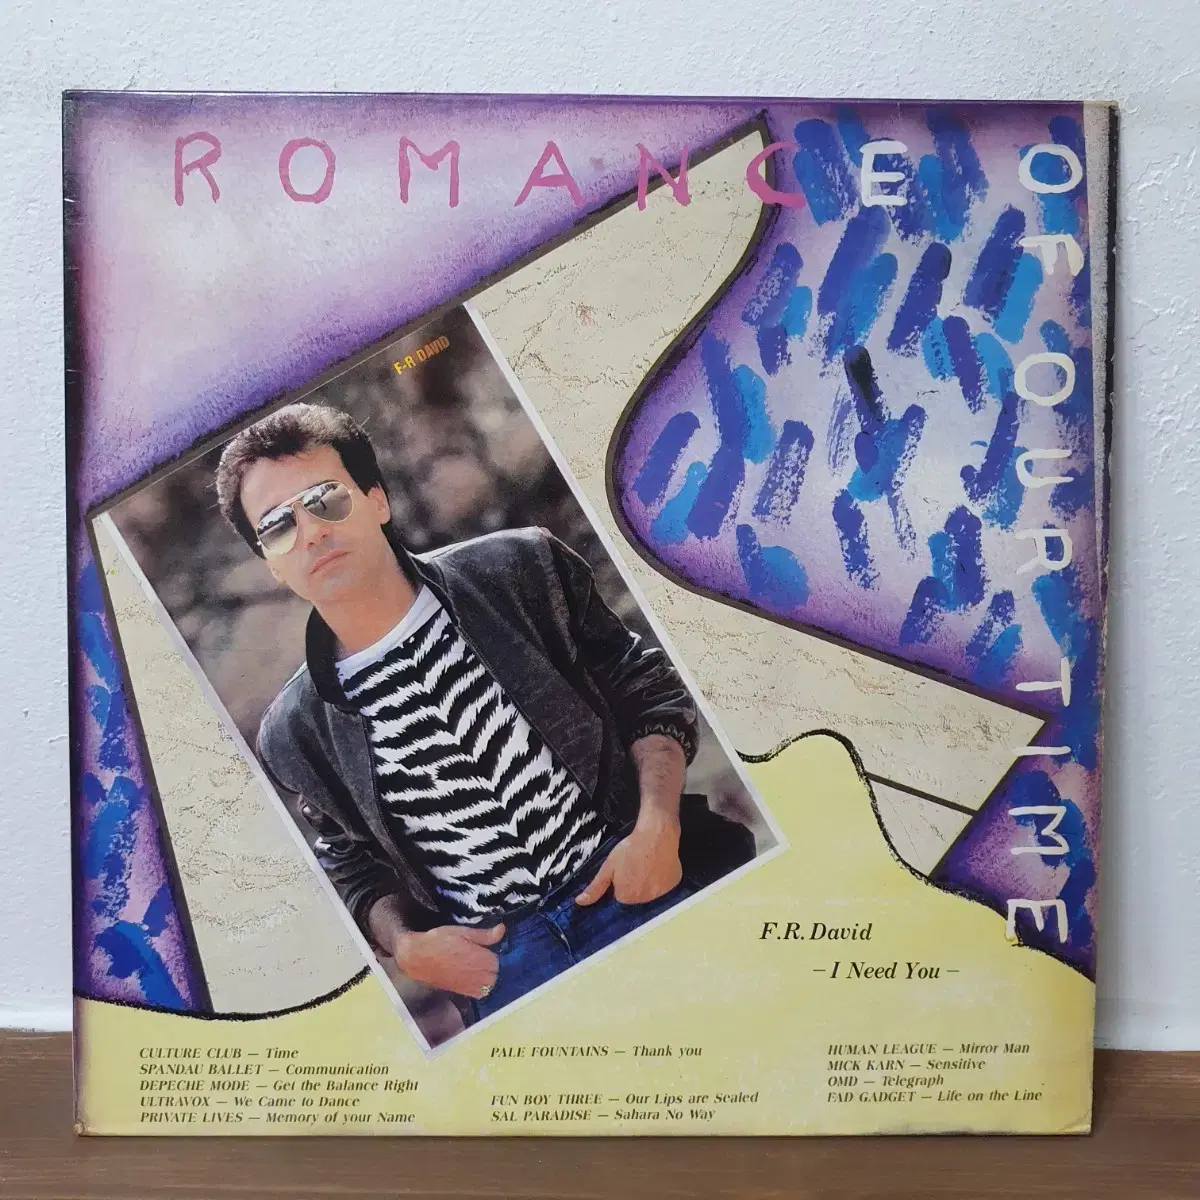 ROMANCE OF OUR TIME
F-R DAVID
F.R. David
– I Need You –
CULTURE CLUB — Time
SPANDAU BALLET — Communication
DEPECHE MODE — Get the Balance Right
ULTRAVOX — We Came to Dance
PRIVATE LIVES — Memory of your Name
PALE FOUNTAINS — Thank you
FUN BOY THREE — Our Lips are Sealed
SAL PARADISE — Sahara No Way
HUMAN LEAGUE — Mirror Man
MICK KARN — Sensitive
OMD — Telegraph
FAD GADGET — Life on the Line